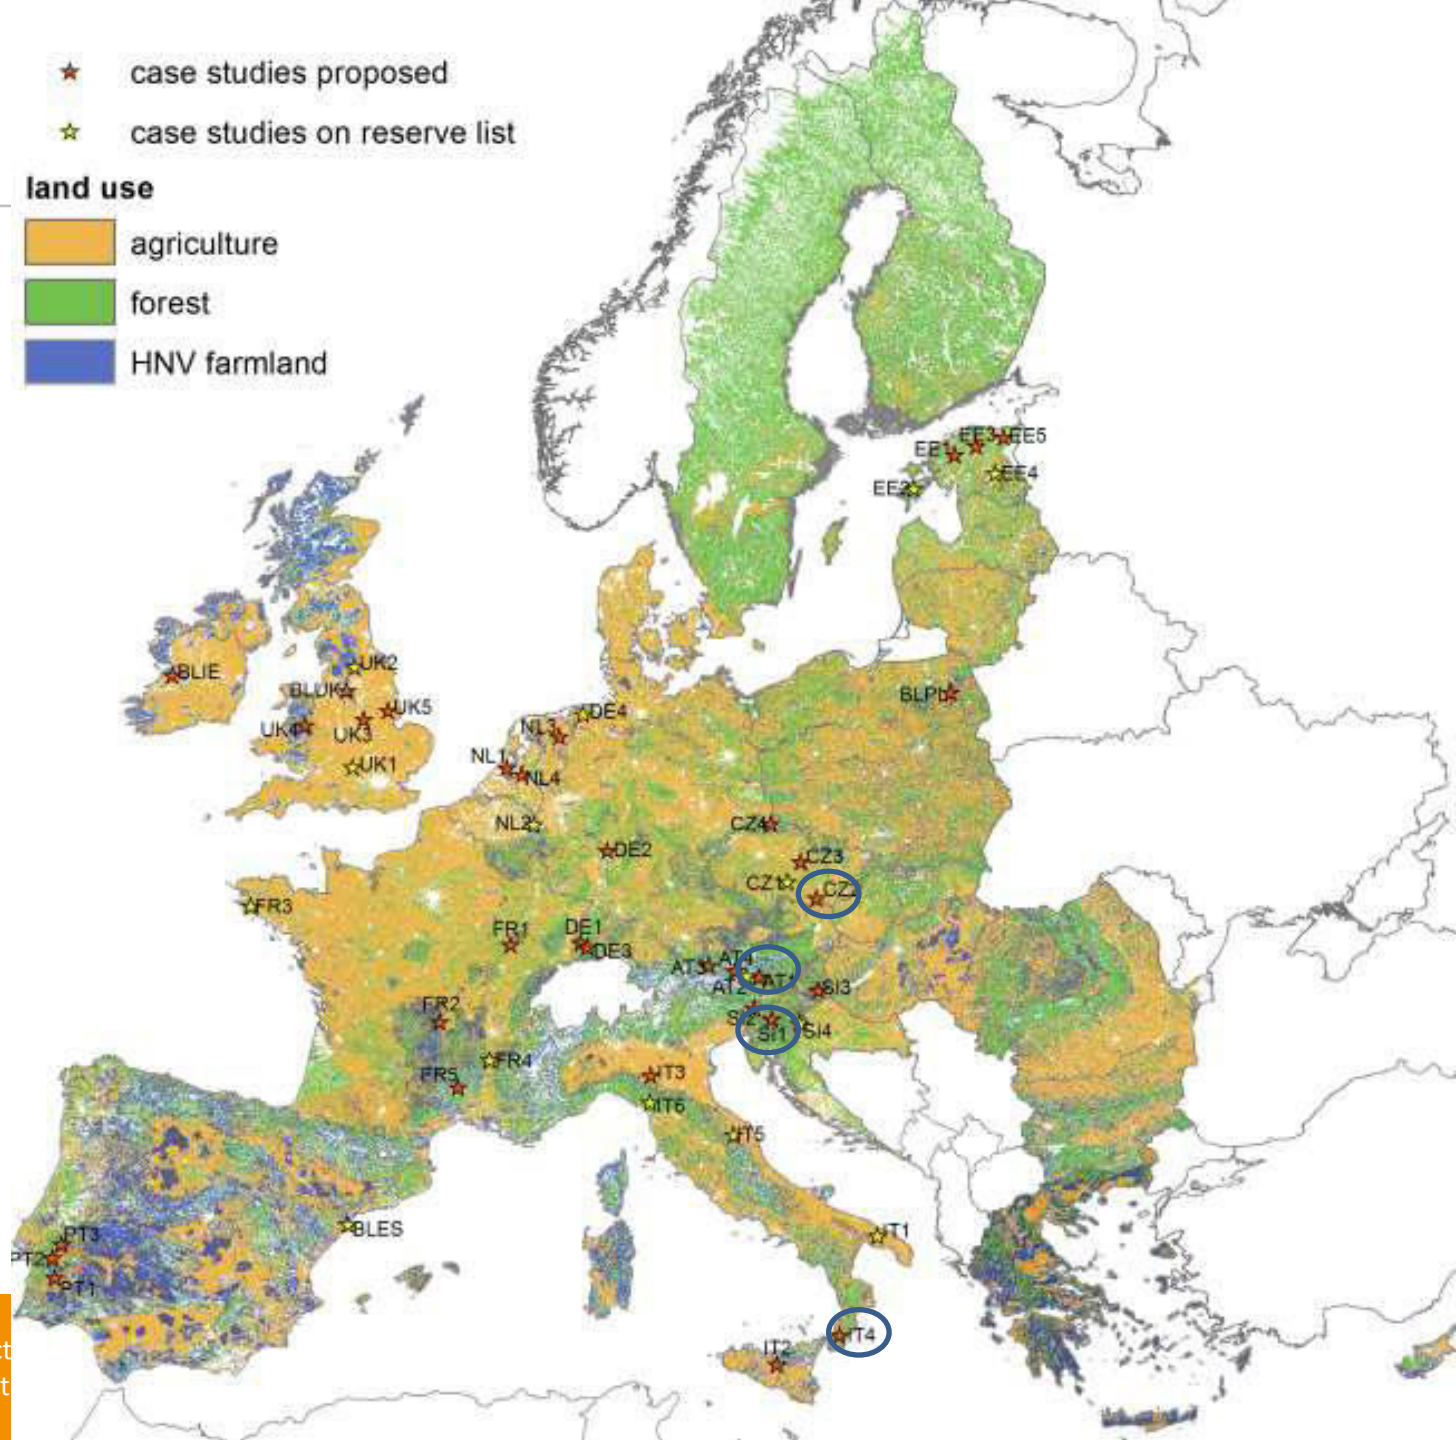 case studies proposed
case studies on reserve list
land use
agriculture
forest
HNV farmland
EE1
EE3
EE5
EE4
EE2
BLIE
UK2
BLUK
UK5
UK4
UK3
UK1
BLPL
DE4
NL3
NL1
NL4
NL2
DE2
CZ4
CZ3
CZ1
CZ2
FR3
FR1
DE1
DE3
AT4
AT3
AT1
AT2
SI3
FR2
SI2
SI1
SI4
FR4
FR5
IT3
IT6
IT5
BLES
IT1
PT3
PT2
PT1
IT4
IT2
ct
t